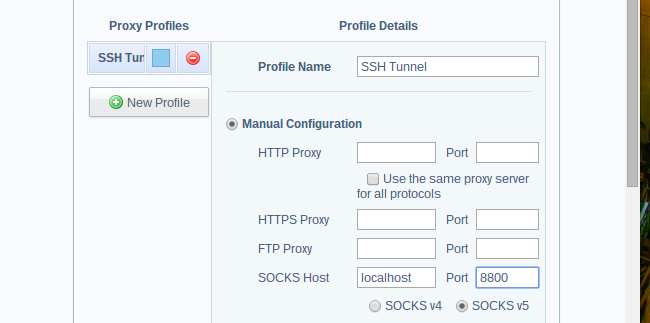 Proxy Profiles
Profile Details
SSH Tun
Profile Name SSH Tunnel
New Profile
Manual Configuration
HTTP Proxy Port
Use the same proxy server
for all protocols
HTTPS Proxy Port
FTP Proxy Port
SOCKS Host localhost Port 8800
SOCKS v4 SOCKS v5